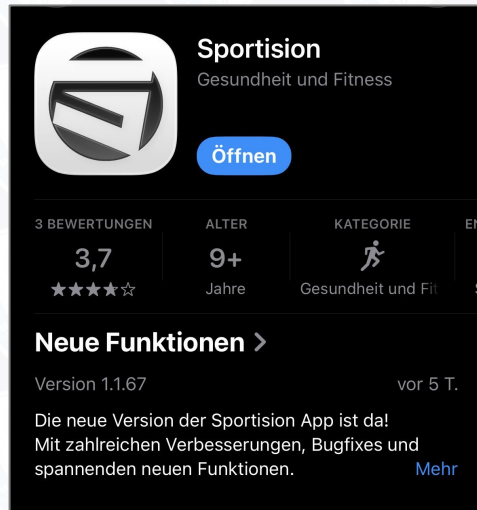 Sportision
Gesundheit und Fitness
Öffnen
3 BEWERTUNGEN
ALTER
KATEGORIE
3,7
9+
Jahre
Gesundheit und Fit
Neue Funktionen >
Version 1.1.67
vor 5 T.
Die neue Version der Sportision App ist da!
Mit zahlreichen Verbesserungen, Bugfixes und
spannenden neuen Funktionen. Mehr